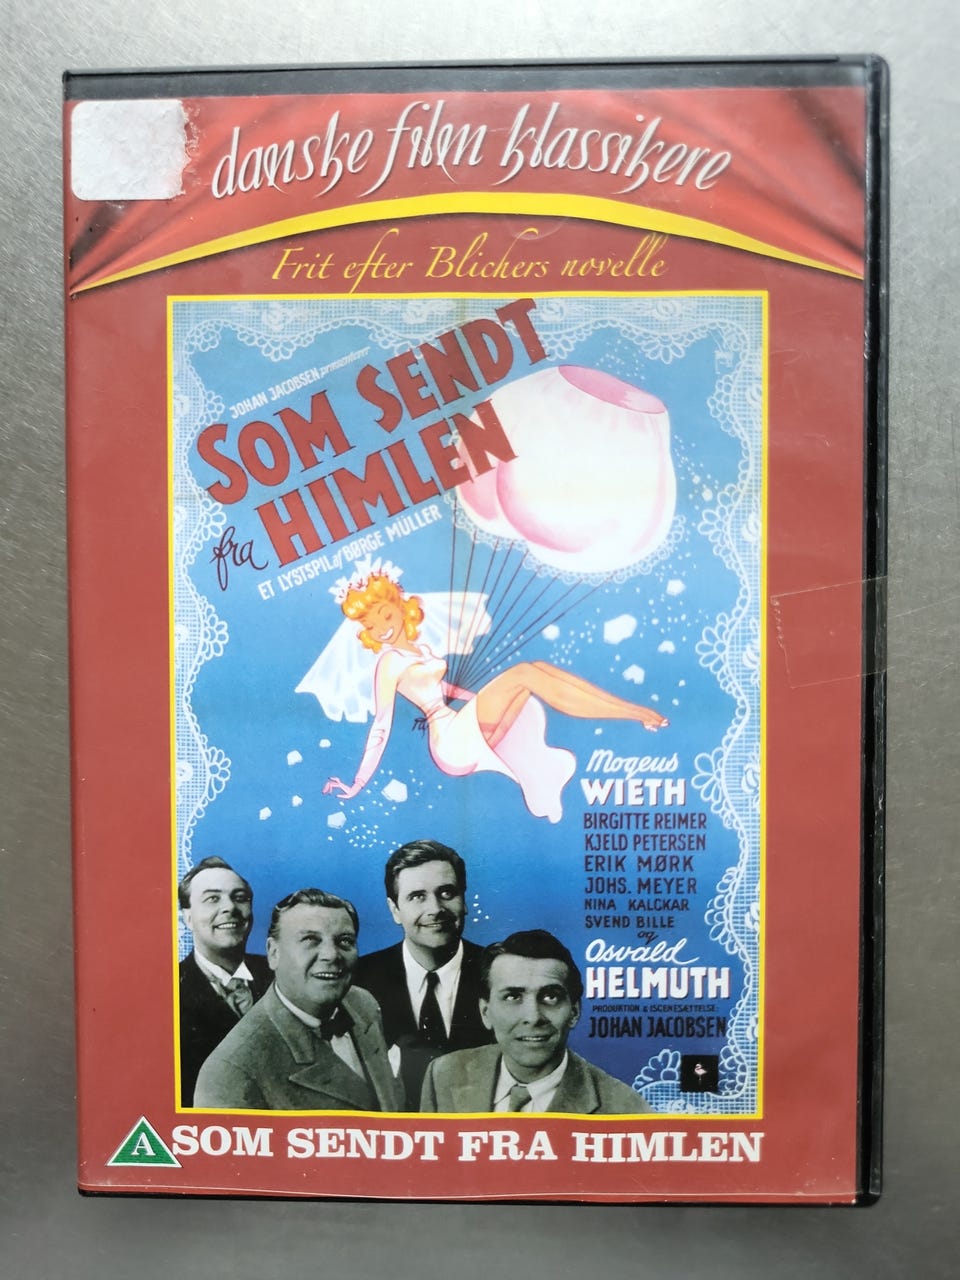 danske film klassikere
Frit efter Blichers novelle
JOHAN JACOBSEN præsenterer
SOM SENDT
fra HIMLEN
ET LYSTSPIL af BØRGE MÜLLER
Mogens
WIETH
BIRGITTE REIMER
KJELD PETERSEN
ERIK MØRK
JOHS. MEYER
NINA KALCKAR
SVEND BILLE
og
Osvald
HELMUTH
PRODUKTION & ISCENESÆTTELSE:
JOHAN JACOBSEN
A SOM SENDT FRA HIMLEN